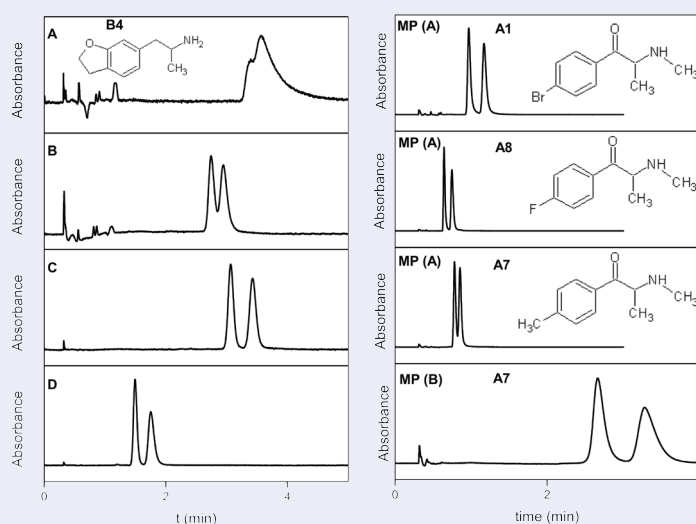 A
B4
O
NH₂
CH₃
Absorbance
B
Absorbance
C
Absorbance
D
Absorbance
0
2
4
t (min)
MP (A)
A1
O
NH
CH₃
CH₃
Br
Absorbance
MP (A)
A8
O
NH
CH₃
CH₃
F
Absorbance
MP (A)
A7
O
NH
CH₃
CH₃
H₃C
Absorbance
MP (B)
A7
Absorbance
0
2
time (min)